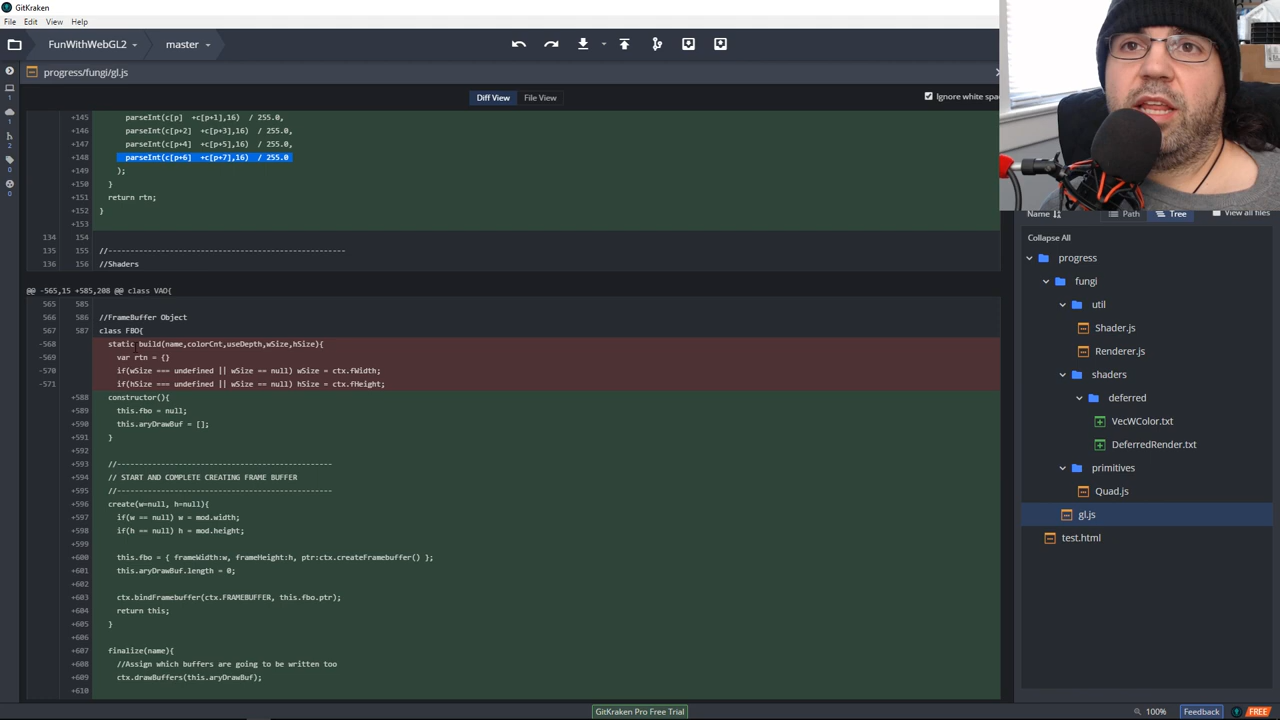 GitKraken
File Edit View Help
FunWithWebGL2 master
progress/fungi/gl.js
Diff View File View
Ignore white spac
+145 parseInt(c[p] +c[p+1],16) / 255.0,
+146 parseInt(c[p+2] +c[p+3],16) / 255.0,
+147 parseInt(c[p+4] +c[p+5],16) / 255.0,
+148 parseInt(c[p+6] +c[p+7],16) / 255.0
+149 );
+150 }
+151 return rtn;
+152 }
+153
134 154
135 155 //------------------------------------------------------
136 156 //Shaders
@@ -565,15 +585,208 @@ class VAO{
565 585
566 586 //FrameBuffer Object
567 587 class FBO{
-568 static build(name,colorCnt,useDepth,wSize,hSize){
-569 var rtn = {}
-570 if(wSize === undefined || wSize == null) wSize = ctx.fWidth;
-571 if(hSize === undefined || wSize == null) hSize = ctx.fHeight;
+588 constructor(){
+589 this.fbo = null;
+590 this.aryDrawBuf = [];
+591 }
+592
+593 //-------------------------------------------------
+594 // START AND COMPLETE CREATING FRAME BUFFER
+595 //-------------------------------------------------
+596 create(w=null, h=null){
+597 if(w == null) w = mod.width;
+598 if(h == null) h = mod.height;
+599
+600 this.fbo = { frameWidth:w, frameHeight:h, ptr:ctx.createFramebuffer() };
+601 this.aryDrawBuf.length = 0;
+602
+603 ctx.bindFramebuffer(ctx.FRAMEBUFFER, this.fbo.ptr);
+604 return this;
+605 }
+606
+607 finalize(name){
+608 //Assign which buffers are going to be written too
+609 ctx.drawBuffers(this.aryDrawBuf);
+610
1
1
2
0
0
Name Path Tree View all files
Collapse All
progress
fungi
util
Shader.js
Renderer.js
shaders
deferred
VecWColor.txt
DeferredRender.txt
primitives
Quad.js
gl.js
test.html
GitKraken Pro Free Trial
100% Feedback FREE